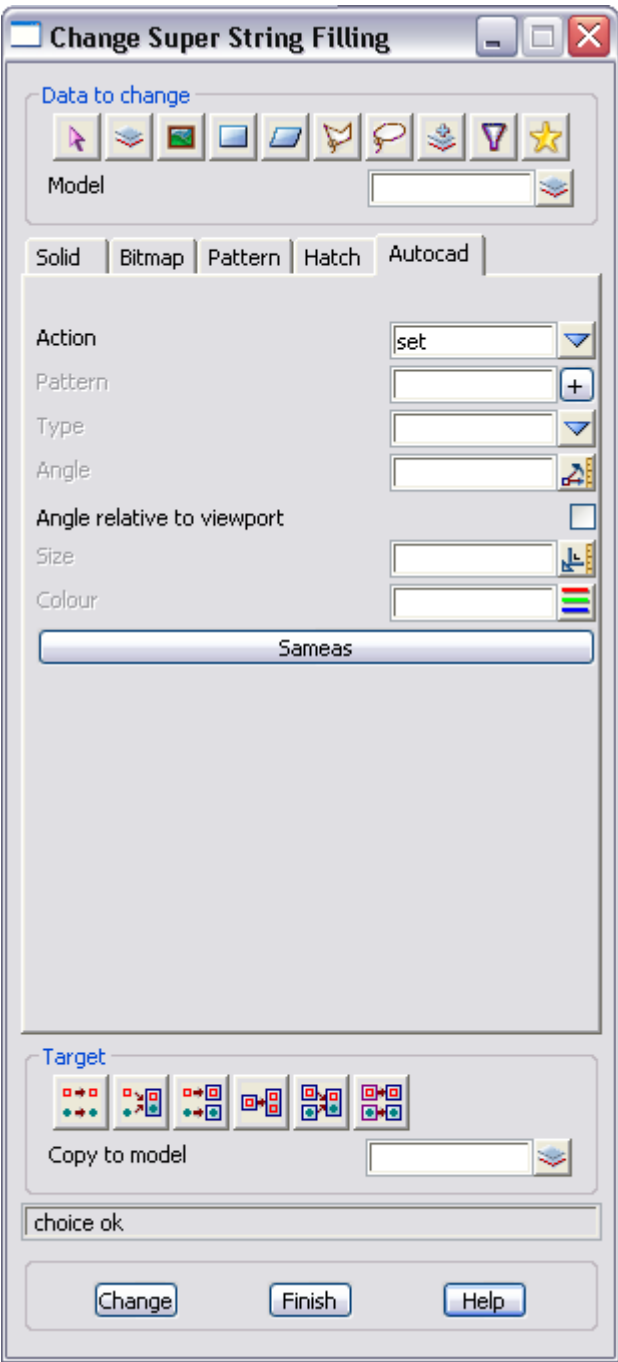 Change Super String Filling
Data to change
Model
Solid Bitmap Pattern Hatch Autocad
Action set
Pattern +
Type
Angle
Angle relative to viewport
Size
Colour
Sameas
Target
Copy to model
choice ok
Change Finish Help